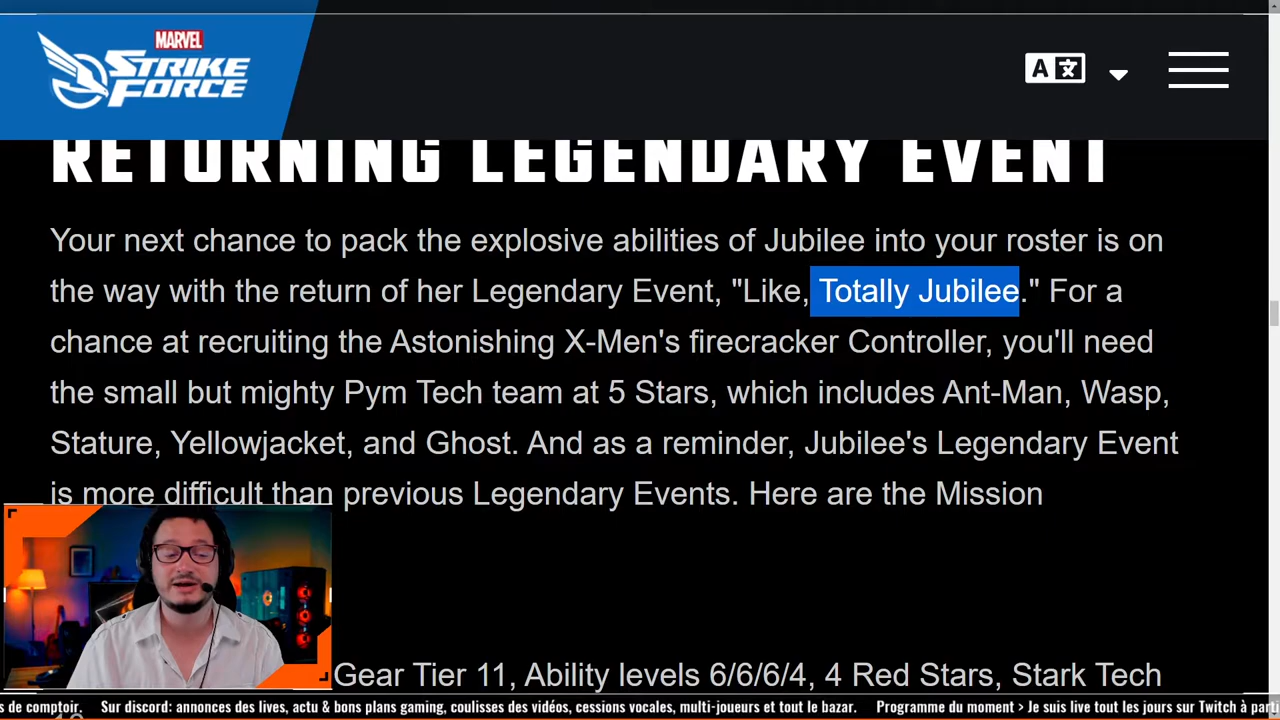 MARVEL
STRIKE
FORCE
A
RETURNING LEGENDARY EVENT
Your next chance to pack the explosive abilities of Jubilee into your roster is on
the way with the return of her Legendary Event, "Like, Totally Jubilee." For a
chance at recruiting the Astonishing X-Men's firecracker Controller, you'll need
the small but mighty Pym Tech team at 5 Stars, which includes Ant-Man, Wasp,
Stature, Yellowjacket, and Ghost. And as a reminder, Jubilee's Legendary Event
is more difficult than previous Legendary Events. Here are the Mission
Gear Tier 11, Ability levels 6/6/6/4, 4 Red Stars, Stark Tech
s de comptoir. Sur discord: annonces des lives, actu & bons plans gaming, coulisses des vidéos, cessions vocales, multi-joueurs et tout le bazar. Programme du moment > Je suis live tout les jours sur Twitch à parti